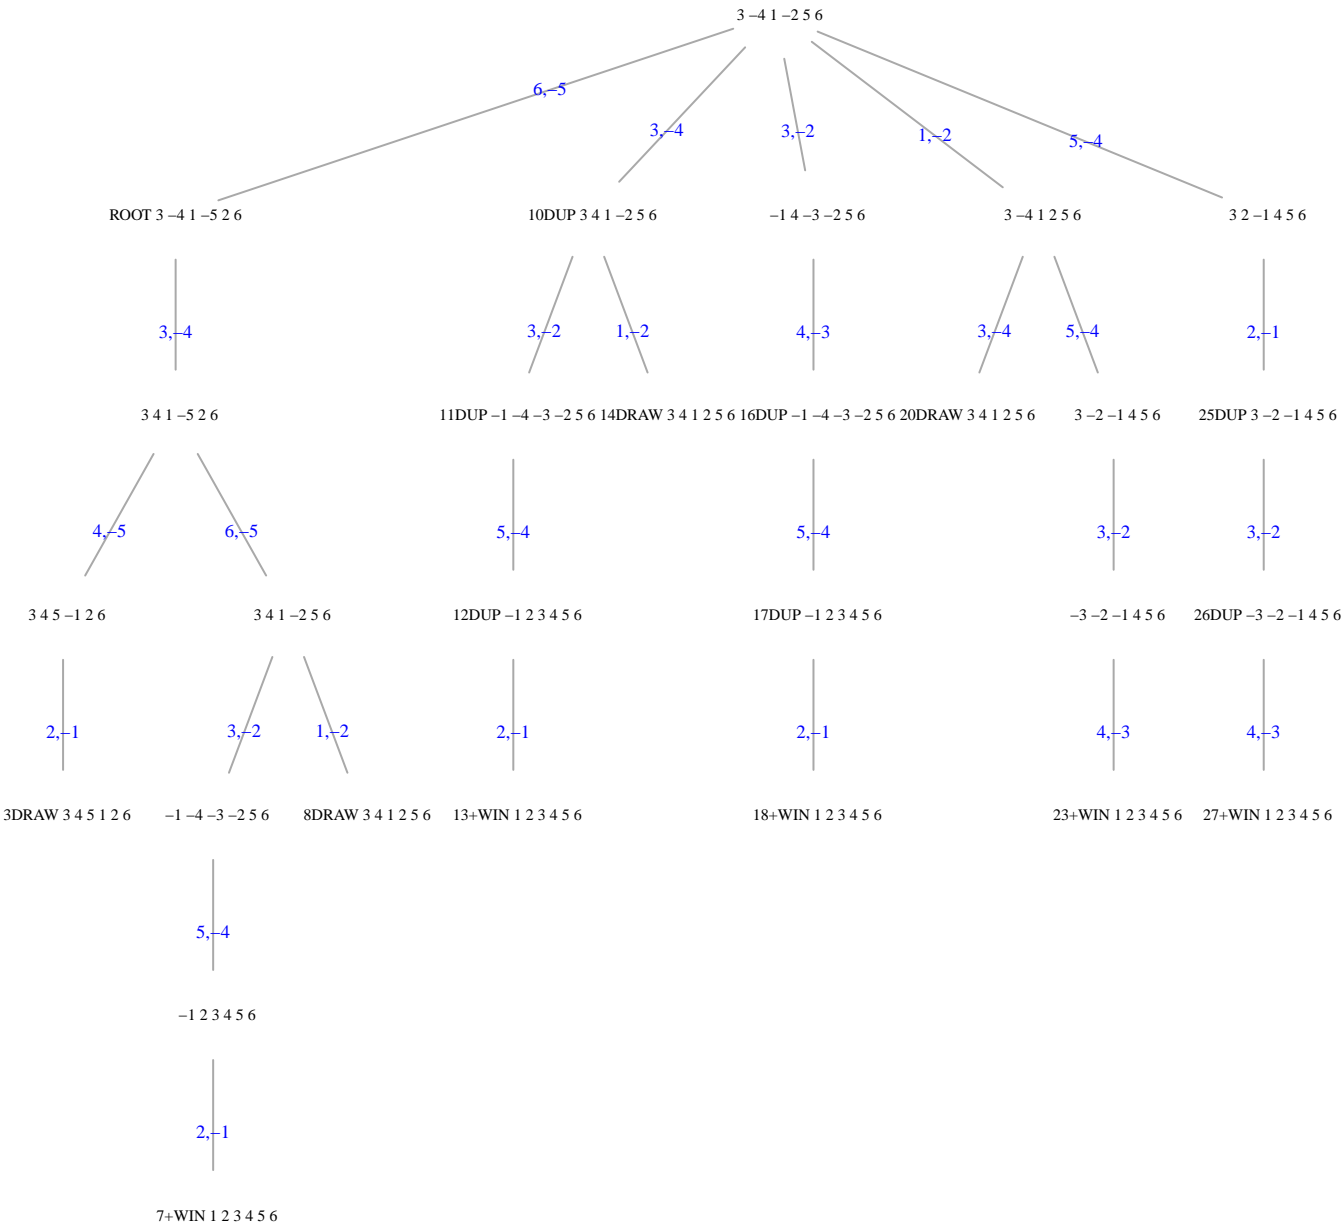 3 –4 1 –2 5 6
6,–5
3,–4
3,–2
1,–2
5,–4
ROOT 3 –4 1 –5 2 6
10DUP 3 4 1 –2 5 6
–1 4 –3 –2 5 6
3 –4 1 2 5 6
3 2 –1 4 5 6
3,–4
3,–2
1,–2
4,–3
3,–4
5,–4
2,–1
3 4 1 –5 2 6
11DUP –1 –4 –3 –2 5 6
14DRAW 3 4 1 2 5 6
16DUP –1 –4 –3 –2 5 6
20DRAW 3 4 1 2 5 6
3 –2 –1 4 5 6
25DUP 3 –2 –1 4 5 6
4,–5
6,–5
5,–4
5,–4
3,–2
3,–2
3 4 5 –1 2 6
3 4 1 –2 5 6
12DUP –1 2 3 4 5 6
17DUP –1 2 3 4 5 6
–3 –2 –1 4 5 6
26DUP –3 –2 –1 4 5 6
2,–1
3,–2
1,–2
2,–1
2,–1
4,–3
4,–3
3DRAW 3 4 5 1 2 6
–1 –4 –3 –2 5 6
8DRAW 3 4 1 2 5 6
13+WIN 1 2 3 4 5 6
18+WIN 1 2 3 4 5 6
23+WIN 1 2 3 4 5 6
27+WIN 1 2 3 4 5 6
5,–4
–1 2 3 4 5 6
2,–1
7+WIN 1 2 3 4 5 6